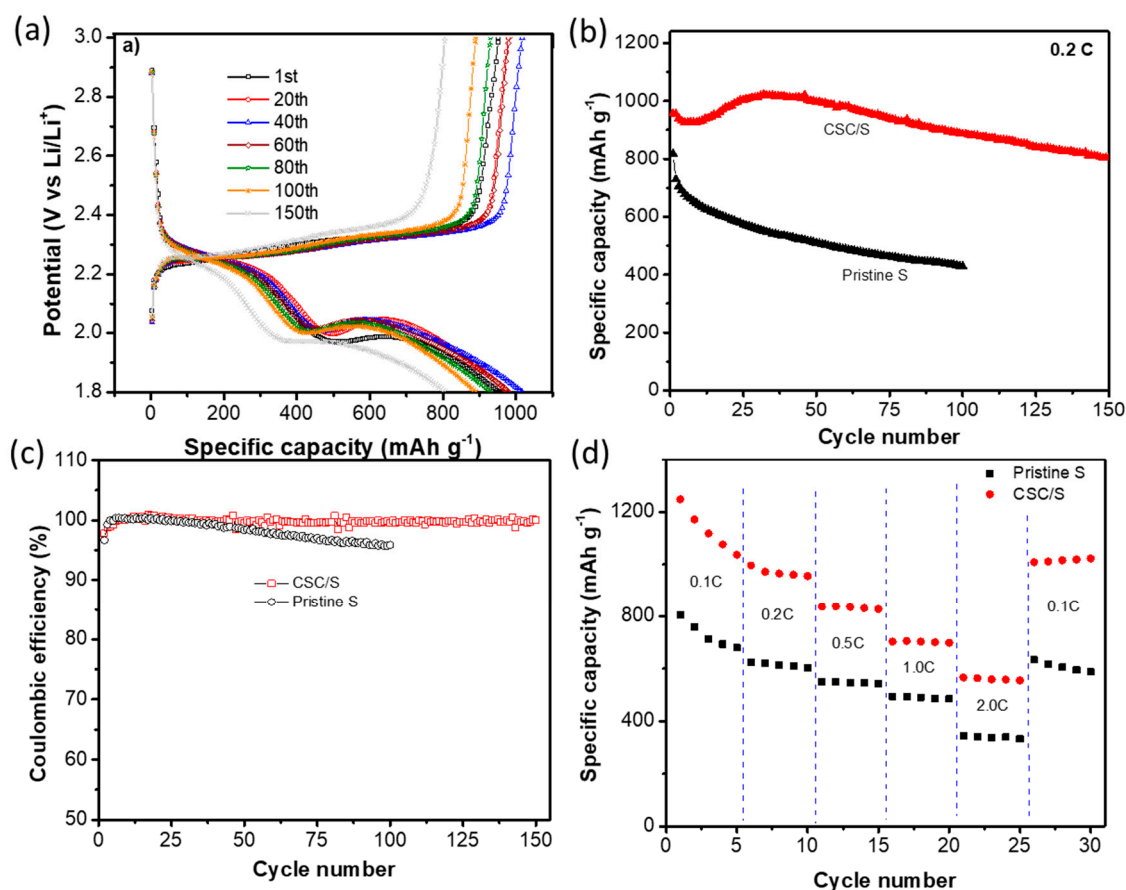 (a)
a)
3.0
2.8
2.6
2.4
2.2
2.0
1.8
Potential (V vs Li/Li⁺)
1st
20th
40th
60th
80th
100th
150th
0 200 400 600 800 1000
Specific capacity (mAh g⁻¹)
(b)
0.2 C
1200
1000
800
600
400
200
0
Specific capacity (mAh g⁻¹)
CSC/S
Pristine S
0 25 50 75 100 125 150
Cycle number
(c)
110
100
90
80
70
60
50
Coulombic efficiency (%)
CSC/S
Pristine S
0 25 50 75 100 125 150
Cycle number
(d)
Pristine S
CSC/S
1200
800
400
0
Specific capacity (mAh g⁻¹)
0.1C
0.2C
0.5C
1.0C
2.0C
0.1C
0 5 10 15 20 25 30
Cycle number